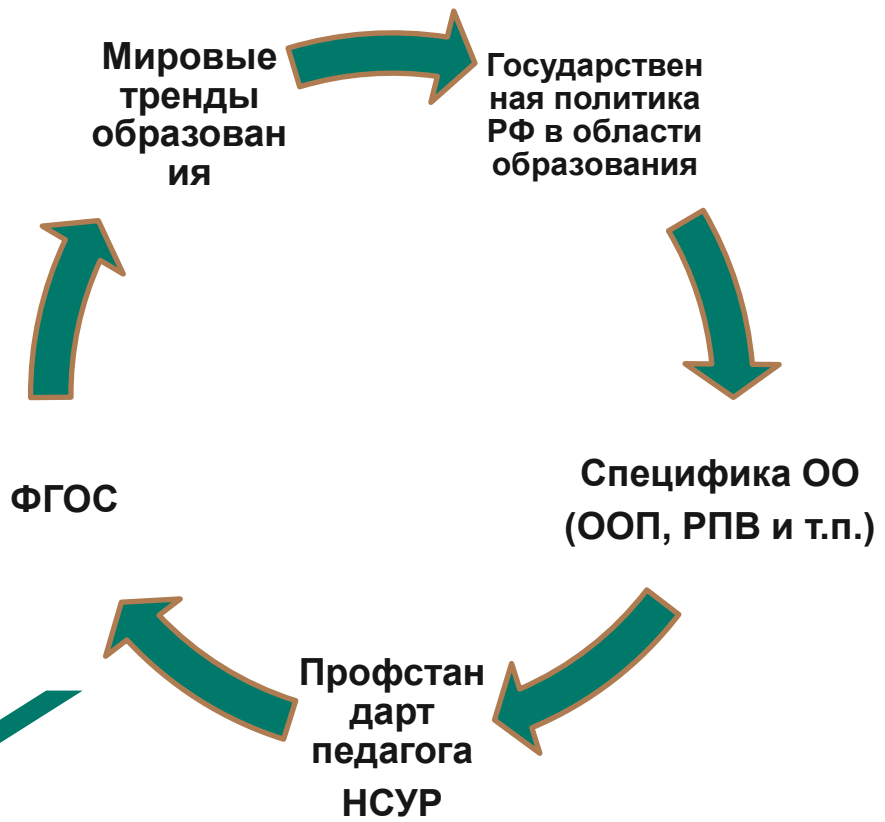 Мировые
тренды
образован
ия
Государствен
ная политика
РФ в области
образования
Специфика ОО
(ООП, РПВ и т.п.)
Профстан
дарт
педагога
НСУР
ФГОС